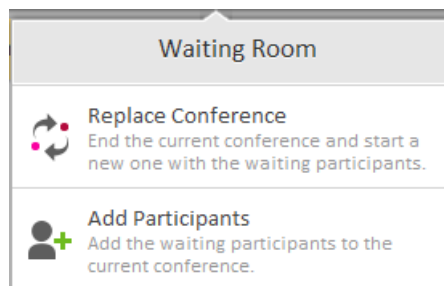 Waiting Room
Replace Conference
End the current conference and start a
new one with the waiting participants.
Add Participants
Add the waiting participants to the
current conference.